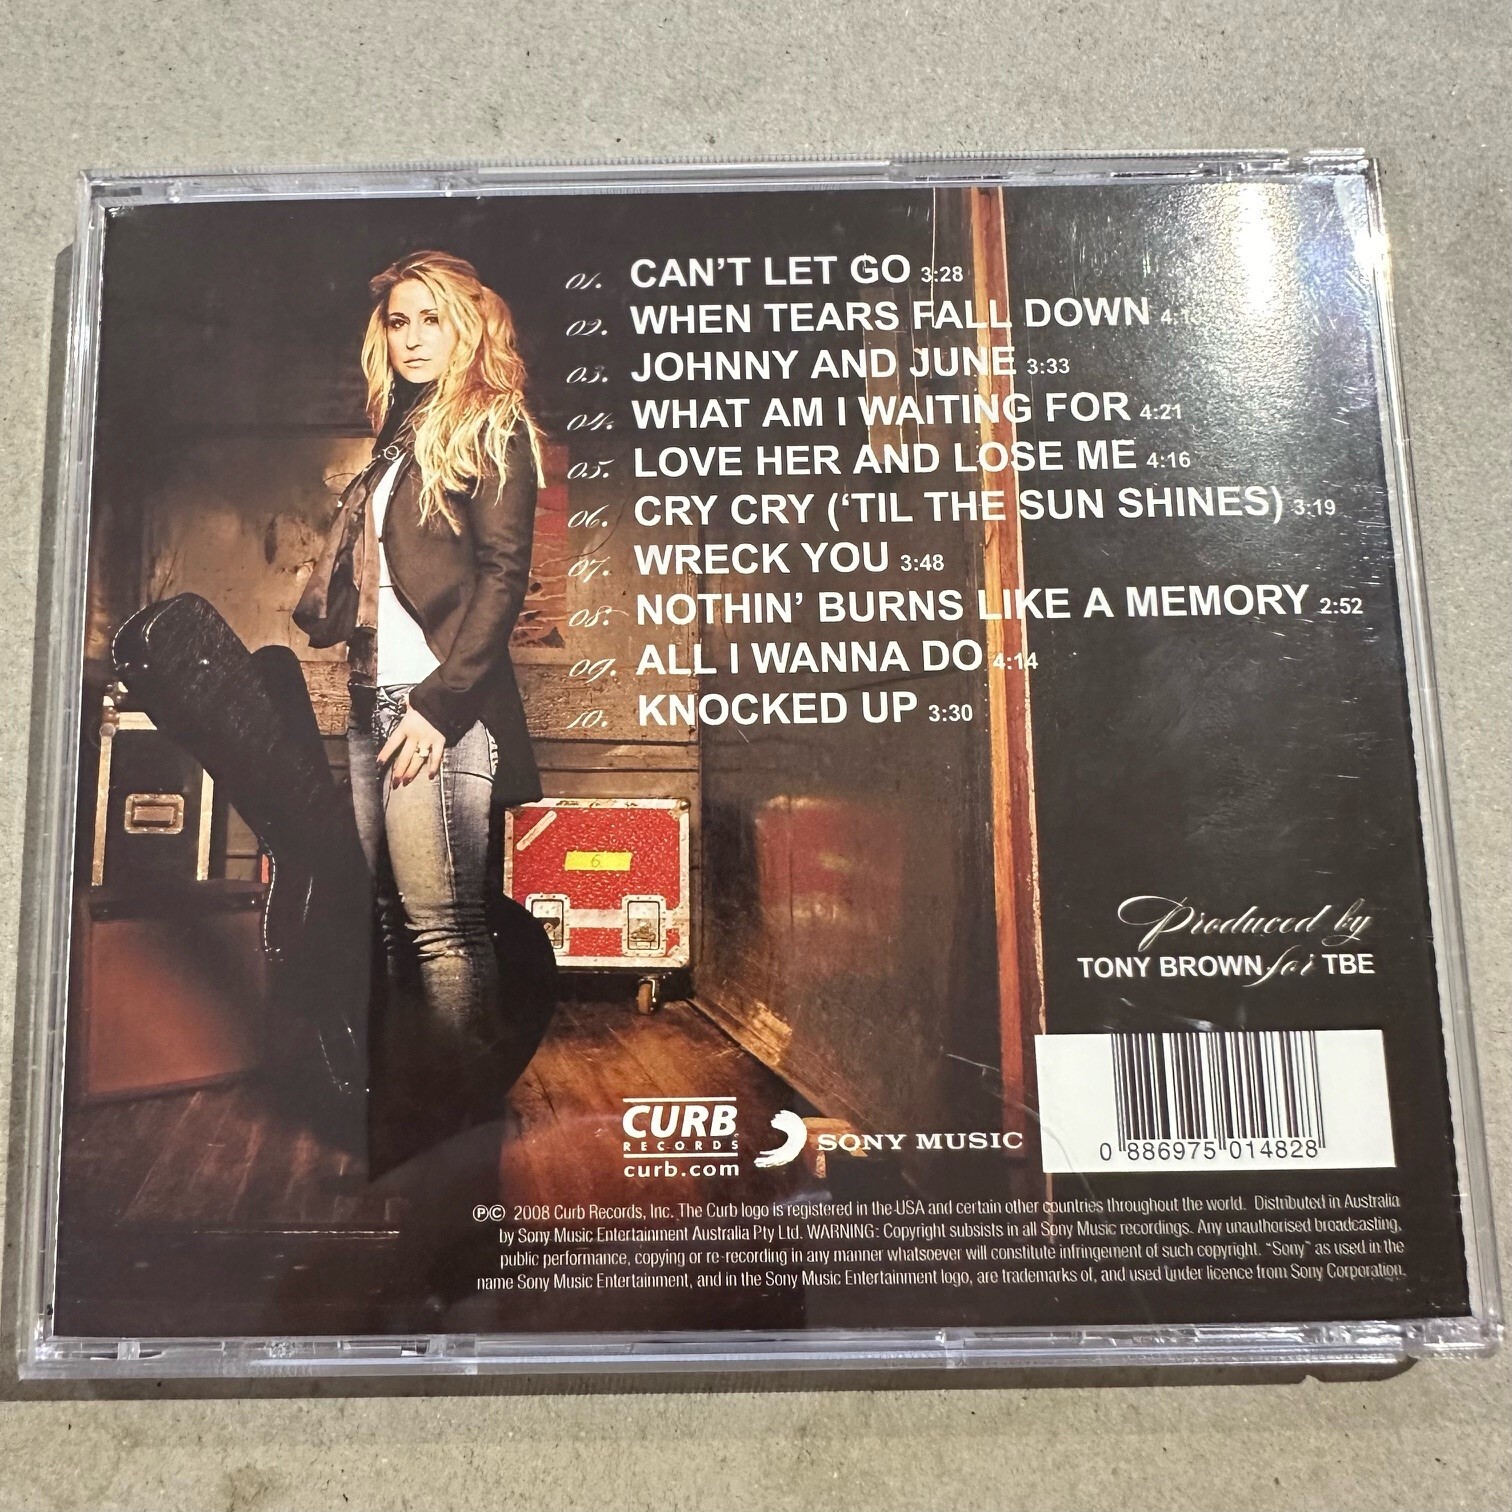 01. CAN'T LET GO 3:28
02. WHEN TEARS FALL DOWN
03. JOHNNY AND JUNE 3:33
04. WHAT AM I WAITING FOR 4:21
05. LOVE HER AND LOSE ME 4:16
06. CRY CRY (‘TIL THE SUN SHINES) 3:19
07. WRECK YOU 3:48
08. NOTHIN’ BURNS LIKE A MEMORY 2:52
09. ALL I WANNA DO 4:14
10. KNOCKED UP 3:30
6
Produced by
TONY BROWN for TBE
CURB
RECORDS
curb.com
SONY MUSIC
0 886975 014828
℗© 2008 Curb Records, Inc. The Curb logo is registered in the USA and certain other countries throughout the world. Distributed in Australia
by Sony Music Entertainment Australia Pty Ltd. WARNING: Copyright subsists in all Sony Music recordings. Any unauthorised broadcasting,
public performance, copying or re-recording in any manner whatsoever will constitute infringement of such copyright. “Sony” as used in the
name Sony Music Entertainment, and in the Sony Music Entertainment logo, are trademarks of, and used under licence from Sony Corporation.